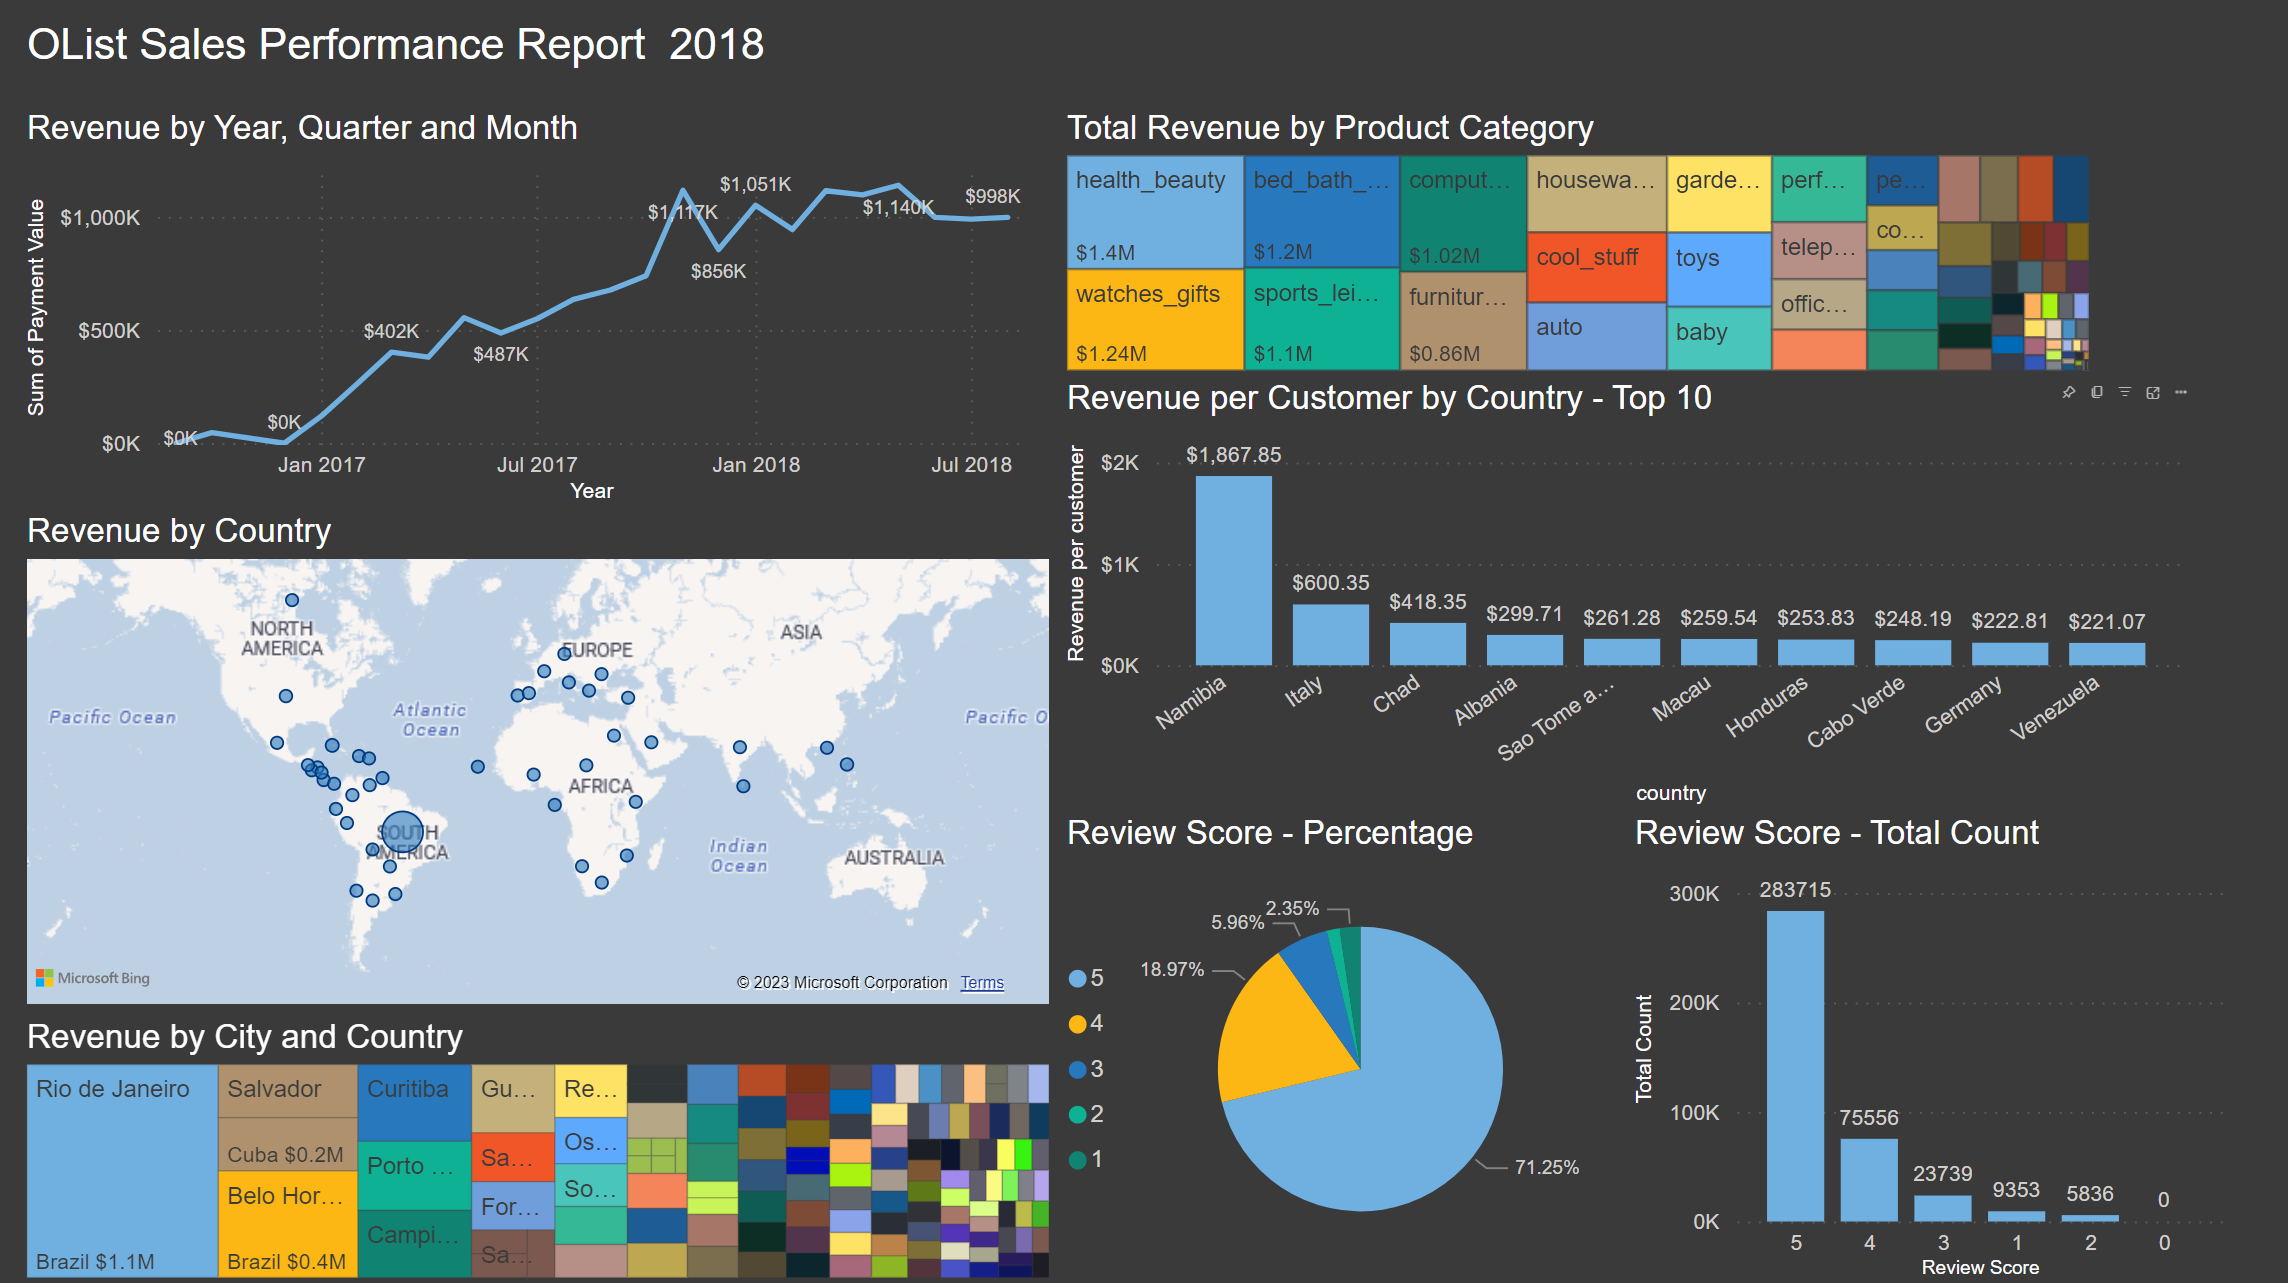 OList Sales Performance Report  2018
Revenue by Year, Quarter and Month
Sum of Payment Value
$1,000K
$500K
$0K
$0K
$0K
$402K
$487K
$1,117K
$856K
$1,051K
$1,140K
$998K
Jan 2017
Jul 2017
Jan 2018
Jul 2018
Year
Total Revenue by Product Category
health_beauty
$1.4M
watches_gifts
$1.24M
bed_bath_...
$1.2M
sports_lei...
$1.1M
comput...
$1.02M
furnitur...
$0.86M
housewa...
cool_stuff
auto
garde...
toys
baby
perf...
telep...
offic...
pe...
co...
Revenue per Customer by Country - Top 10
Revenue per customer
$2K
$1K
$0K
$1,867.85
$600.35
$418.35
$299.71
$261.28
$259.54
$253.83
$248.19
$222.81
$221.07
Namibia
Italy
Chad
Albania
Sao Tome a...
Macau
Honduras
Cabo Verde
Germany
Venezuela
country
Revenue by Country
NORTH
AMERICA
EUROPE
ASIA
Pacific Ocean
Atlantic
Ocean
Pacific O
AFRICA
SOUTH
AMERICA
Indian
Ocean
AUSTRALIA
Microsoft Bing
© 2023 Microsoft Corporation Terms
Revenue by City and Country
Rio de Janeiro
Brazil $1.1M
Salvador
Cuba $0.2M
Belo Hor...
Brazil $0.4M
Curitiba
Porto ...
Campi...
Gu...
Sa...
For...
Sa...
Re...
Os...
So...
Review Score - Percentage
5
4
3
2
1
2.35%
5.96%
18.97%
71.25%
Review Score - Total Count
Total Count
300K
200K
100K
0K
283715
75556
23739
9353
5836
0
5
4
3
1
2
0
Review Score